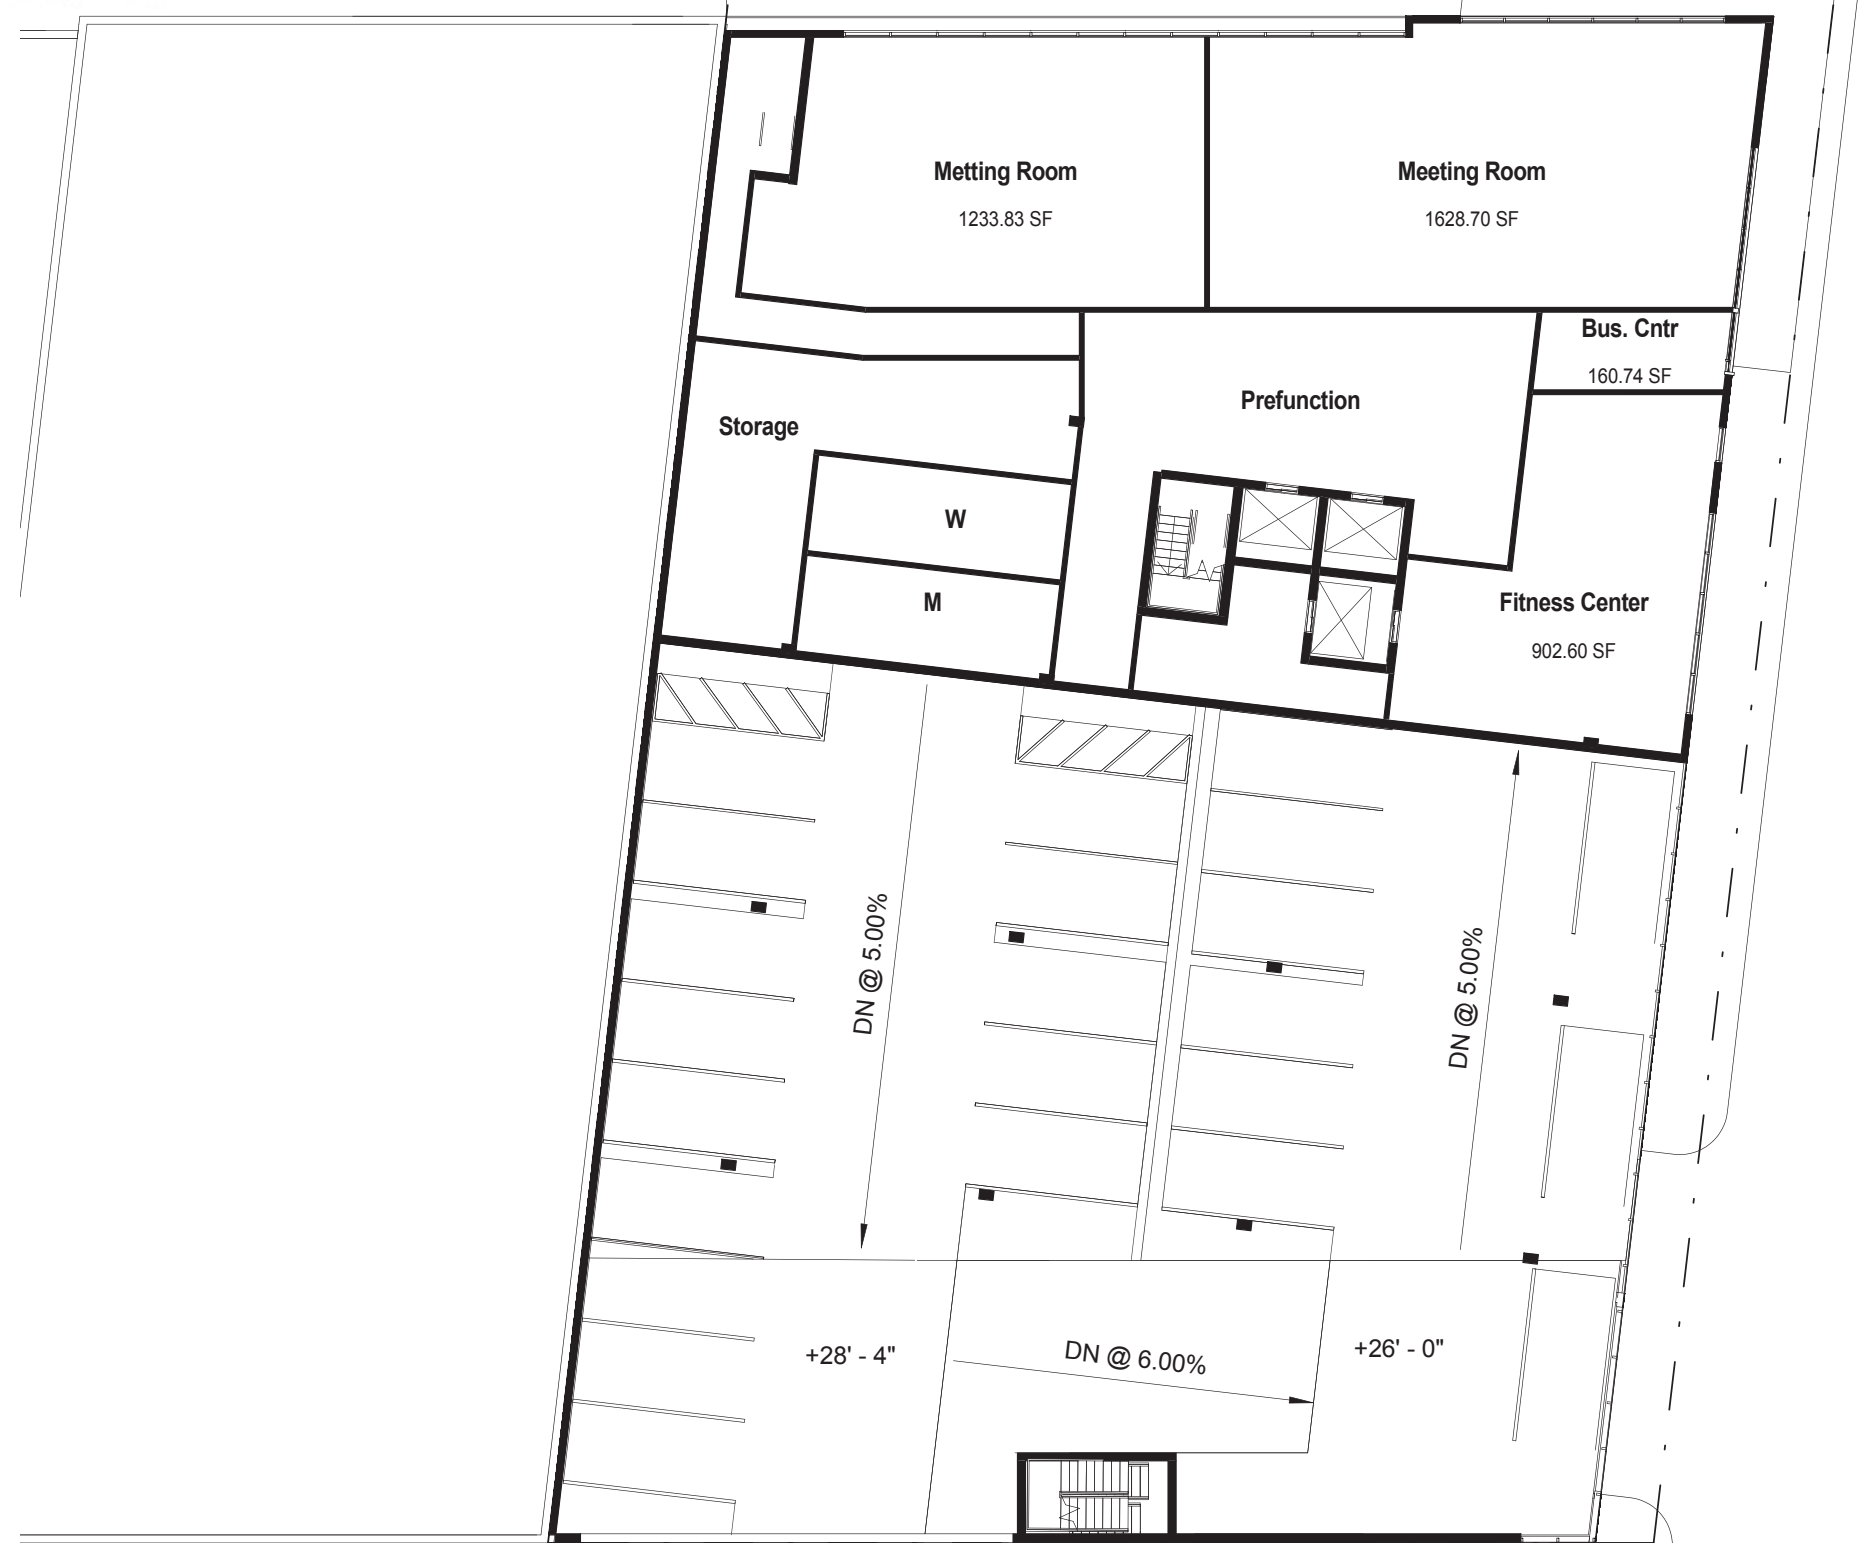 Metting Room
1233.83 SF
Meeting Room
1628.70 SF
Bus. Cntr
160.74 SF
Prefunction
Storage
W
M
Fitness Center
902.60 SF
DN @ 5.00%
DN @ 5.00%
+28' - 4"
DN @ 6.00%
+26' - 0"